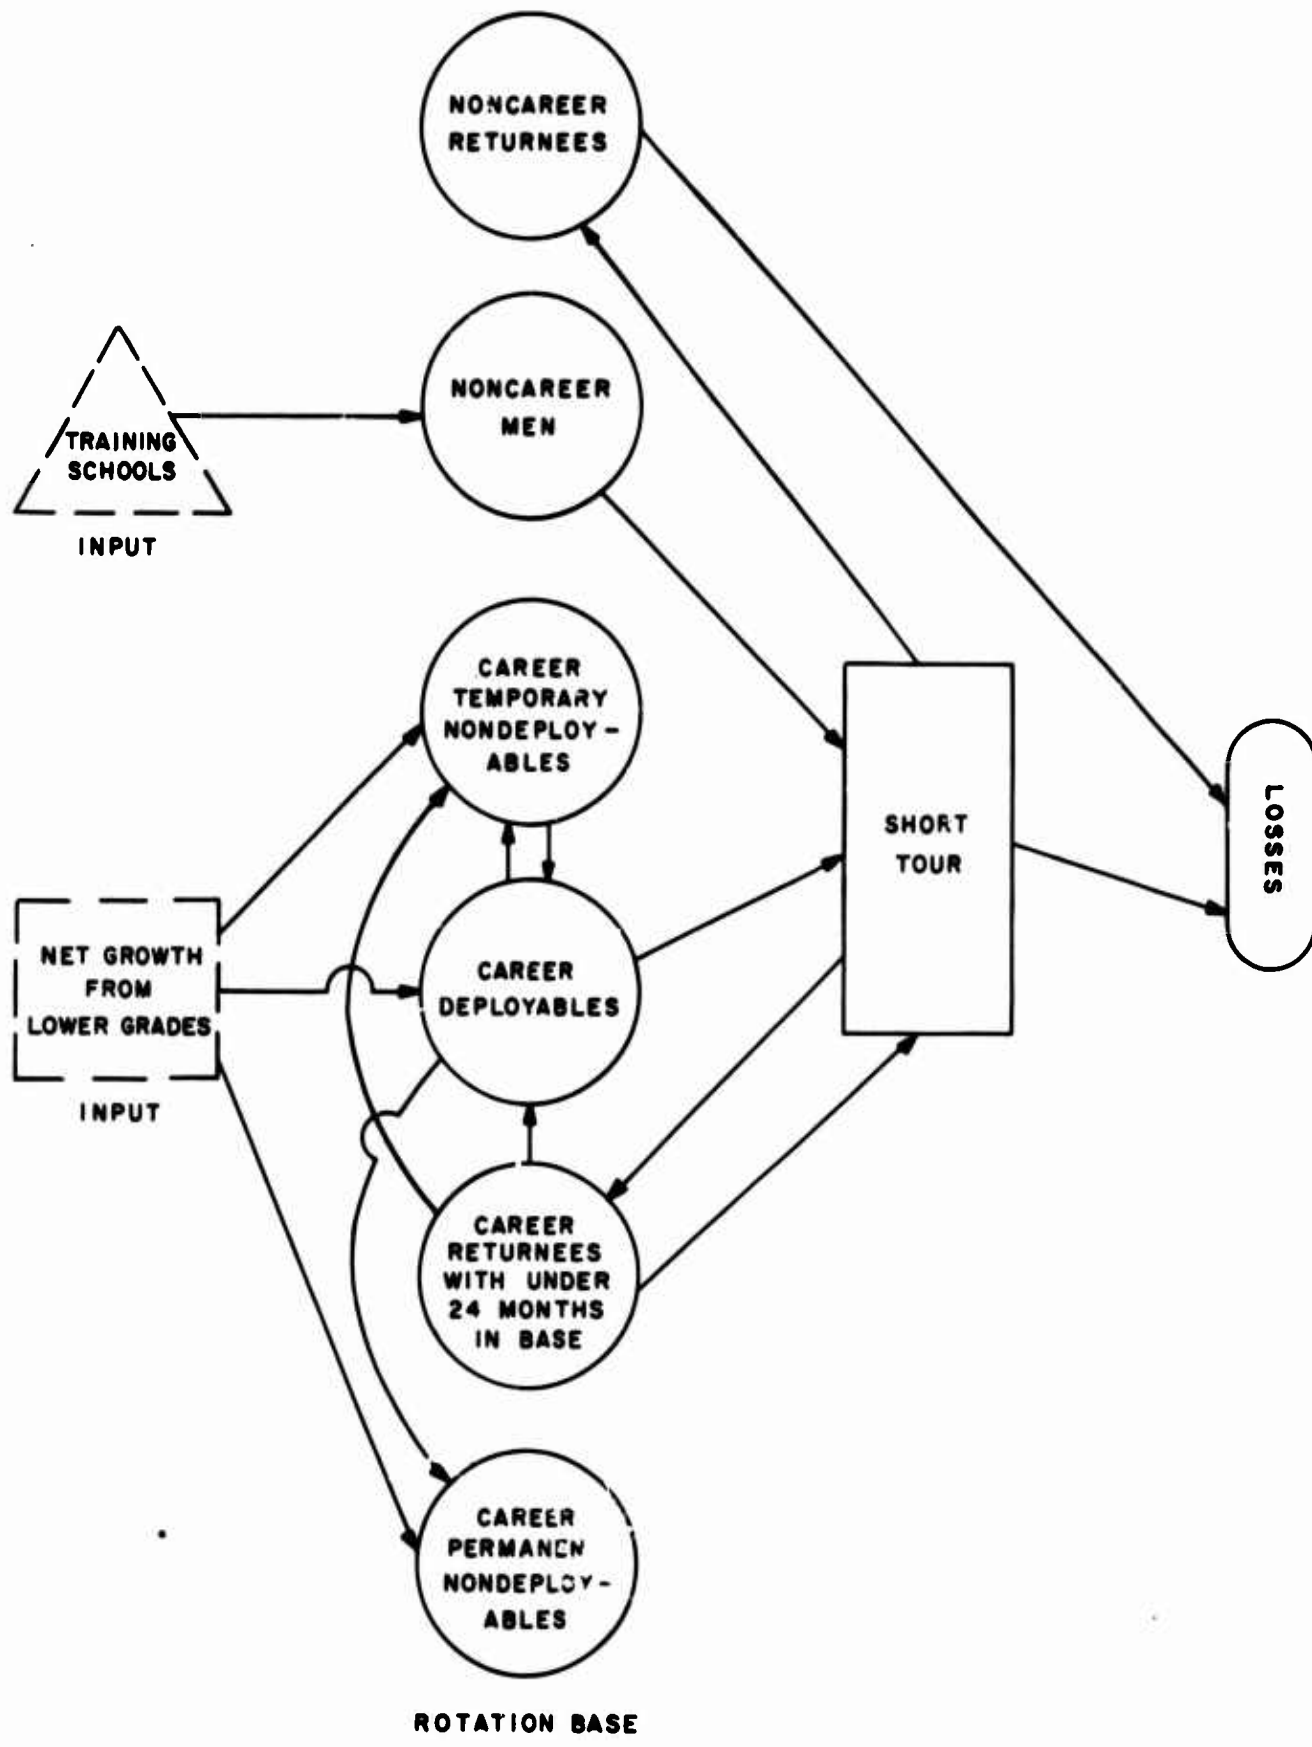 NONCAREER
RETURNEES
NONCAREER
MEN
TRAINING
SCHOOLS
INPUT
CAREER
TEMPORARY
NONDEPLOY-
ABLES
SHORT
TOUR
LOSSES
NET GROWTH
FROM
LOWER GRADES
INPUT
CAREER
DEPLOYABLES
CAREER
RETURNEES
WITH UNDER
24 MONTHS
IN BASE
CAREER
PERMANEN
NONDEPLOY-
ABLES
ROTATION BASE